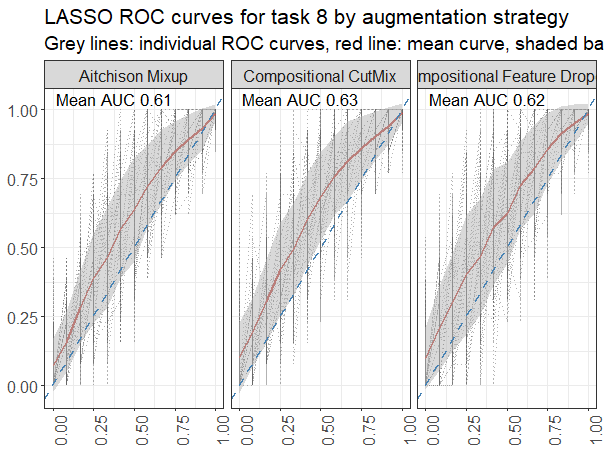 LASSO ROC curves for task 8 by augmentation strategy
Grey lines: individual ROC curves, red line: mean curve, shaded ba
Aitchison Mixup Compositional CutMix mpositional Feature Drop
Mean AUC 0.61 Mean AUC 0.63 Mean AUC 0.62
1.00
0.75
0.50
0.25
0.00
0.00 0.25 0.50 0.75 1.00 0.00 0.25 0.50 0.75 1.00 0.00 0.25 0.50 0.75 1.00